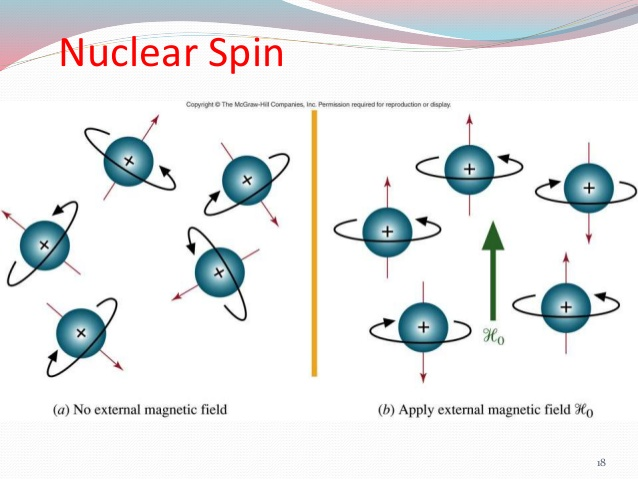 Nuclear Spin
Copyright © The McGraw-Hill Companies, Inc. Permission required for reproduction or display.
+ + + + +
+ + + + +
ℋ0
(a) No external magnetic field
(b) Apply external magnetic field ℋ0
18